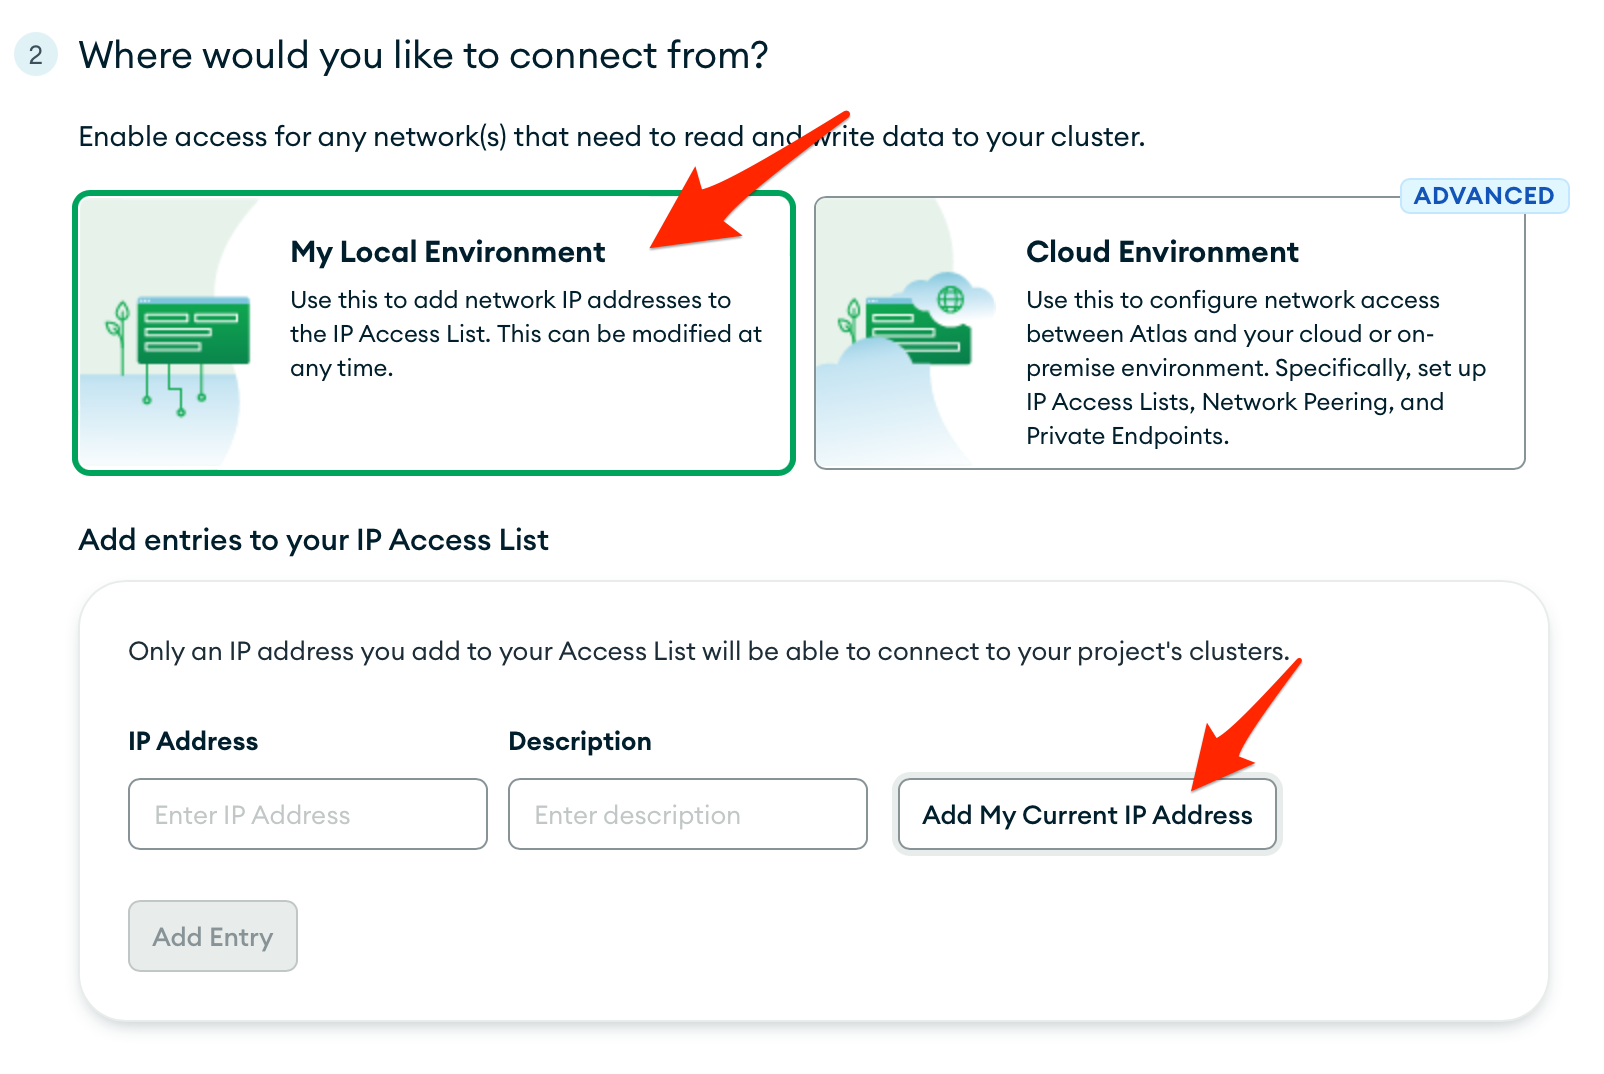 2
Where would you like to connect from?
Enable access for any network(s) that need to read and write data to your cluster.
ADVANCED
My Local Environment
Use this to add network IP addresses to
the IP Access List. This can be modified at
any time.
Cloud Environment
Use this to configure network access
between Atlas and your cloud or on-
premise environment. Specifically, set up
IP Access Lists, Network Peering, and
Private Endpoints.
Add entries to your IP Access List
Only an IP address you add to your Access List will be able to connect to your project's clusters.
IP Address
Description
Enter IP Address
Enter description
Add My Current IP Address
Add Entry